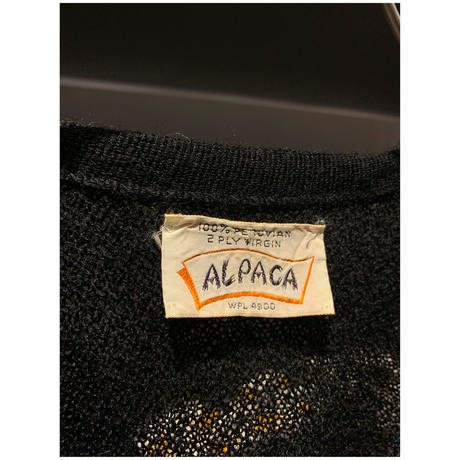 100% PERUVIAN
2 PLY VIRGIN
ALPACA
WPL 4900